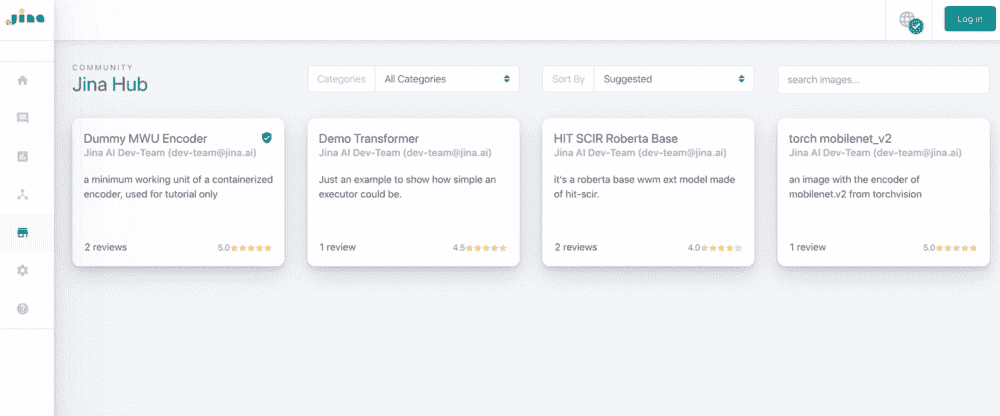 Jina
Log in
COMMUNITY
Jina Hub
Categories
All Categories
Sort By
Suggested
search images...
Dummy MWU Encoder
Jina AI Dev-Team (dev-team@jina.ai)
a minimum working unit of a containerized
encoder, used for tutorial only
2 reviews
5.0
Demo Transformer
Jina AI Dev-Team (dev-team@jina.ai)
Just an example to show how simple an
executor could be.
1 review
4.5
HIT SCIR Roberta Base
Jina AI Dev-Team (dev-team@jina.ai)
it's a roberta base wwm ext model made
of hit-scir.
2 reviews
4.0
torch mobilenet_v2
Jina AI Dev-Team (dev-team@jina.ai)
an image with the encoder of
mobilenet.v2 from torchvision
1 review
5.0